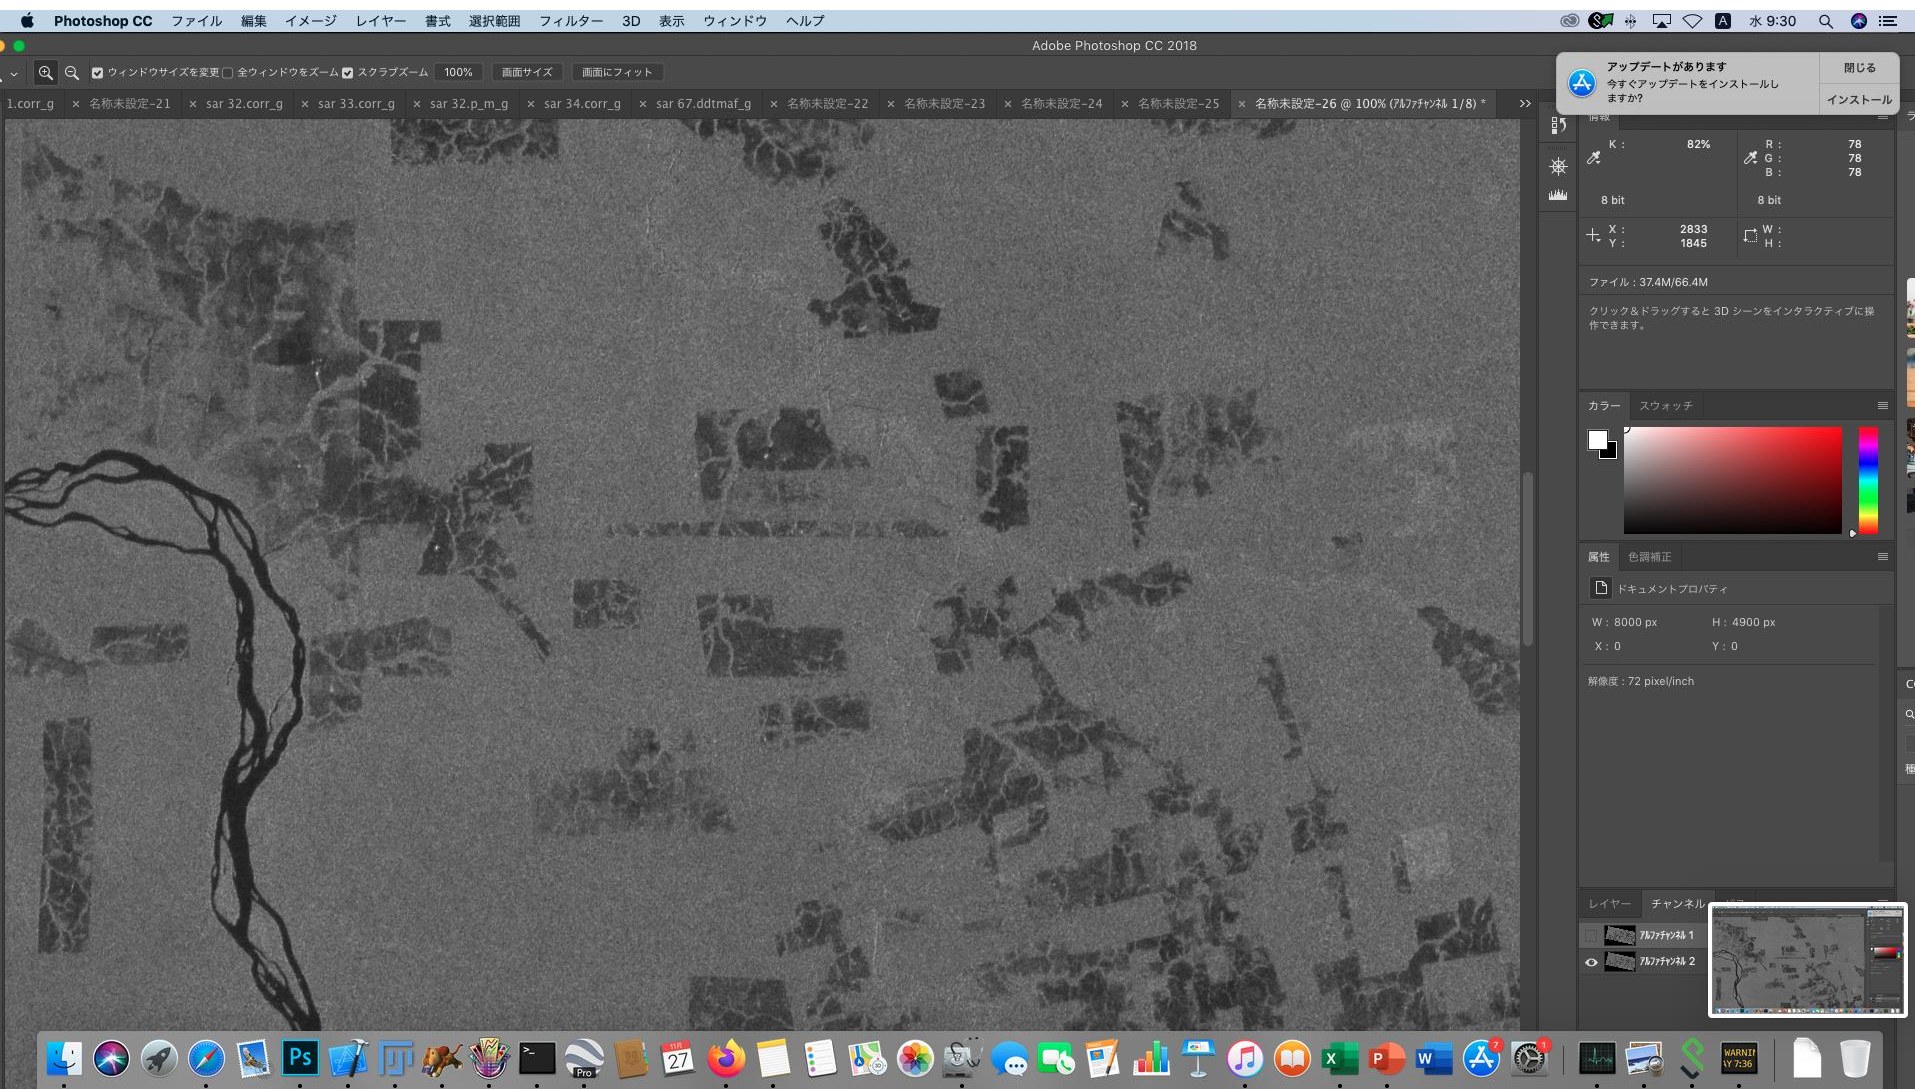 Photoshop CC ファイル 編集 イメージ レイヤー 書式 選択範囲 フィルター 3D 表示 ウィンドウ ヘルプ A 水 9:30
Adobe Photoshop CC 2018
ウィンドウサイズを変更 全ウィンドウをズーム スクラブズーム 100% 画面サイズ 画面にフィット
アップデートがあります
今すぐアップデートをインストールし
ますか?
閉じる
インストール
1.corr_g × 名称未設定-21 × sar 32.corr_g × sar 33.corr_g × sar 32.p_m_g × sar 34.corr_g × sar 67.ddtmaf_g × 名称未設定-22 × 名称未設定-23 × 名称未設定-24 × 名称未設定-25 × 名称未設定-26 @ 100% (ｱﾙﾌｧﾁｬﾝﾈﾙ 1/8) * >>
情報
K : 82% R : 78
G : 78
B : 78
8 bit 8 bit
X : 2833 W :
Y : 1845 H :
ファイル : 37.4M/66.4M
クリック＆ドラッグすると 3D シーンをインタラクティブに操
作できます。
カラー スウォッチ
属性 色調補正
ドキュメントプロパティ
W : 8000 px H : 4900 px
X : 0 Y : 0
解像度 : 72 pixel/inch
レイヤー チャンネル
ｱﾙﾌｧﾁｬﾝﾈﾙ 1
ｱﾙﾌｧﾁｬﾝﾈﾙ 2
Ps
Pro
11月
27
X
P
W
7
1
WARNIN
AY 7:36